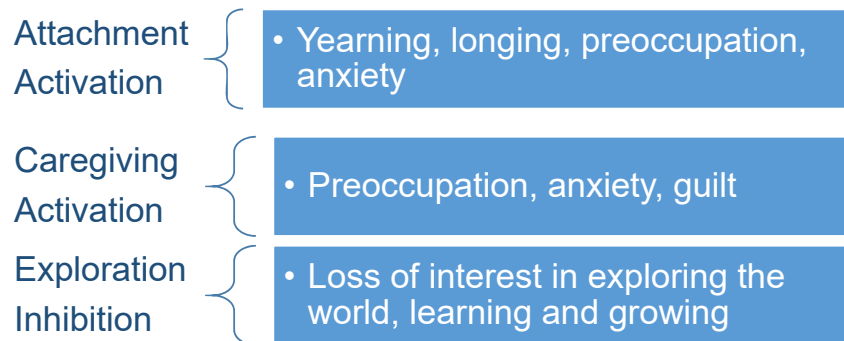 Attachment
Activation
• Yearning, longing, preoccupation,
anxiety
Caregiving
Activation
• Preoccupation, anxiety, guilt
Exploration
Inhibition
• Loss of interest in exploring the
world, learning and growing